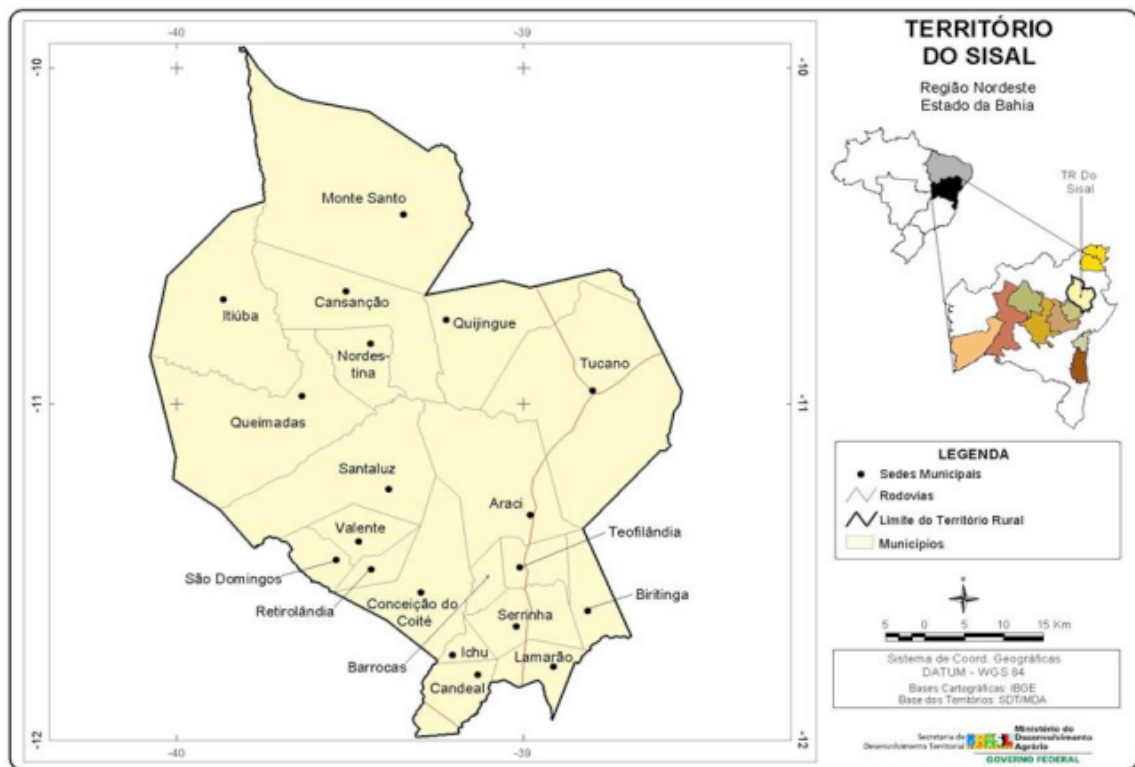 -40
-39
-10
-10
TERRITÓRIO
DO SISAL
Região Nordeste
Estado da Bahia
TR Do
Sisal
Monte Santo
Cansanção
Itiúba
Quijingue
Nordes-
tina
Tucano
-11
-11
Queimadas
Santaluz
Araci
Valente
Teofilândia
São Domingos
Retirolândia
Conceição do
Coité
Biritinga
Serrinha
Barrocas
Ichu
Lamarão
Candeal
-12
-12
-40
-39
LEGENDA
Sedes Municipais
Rodovias
Limite do Território Rural
Municípios
5 0 5 10 15 Km
Sistema de Coord. Geográficas
DATUM - WGS 84
Bases Cartográficas: IBGE
Base dos Territórios: SDT/MDA
Secretaria de
Desenvolvimento Territorial
Ministério do
Desenvolvimento
Agrário
GOVERNO FEDERAL